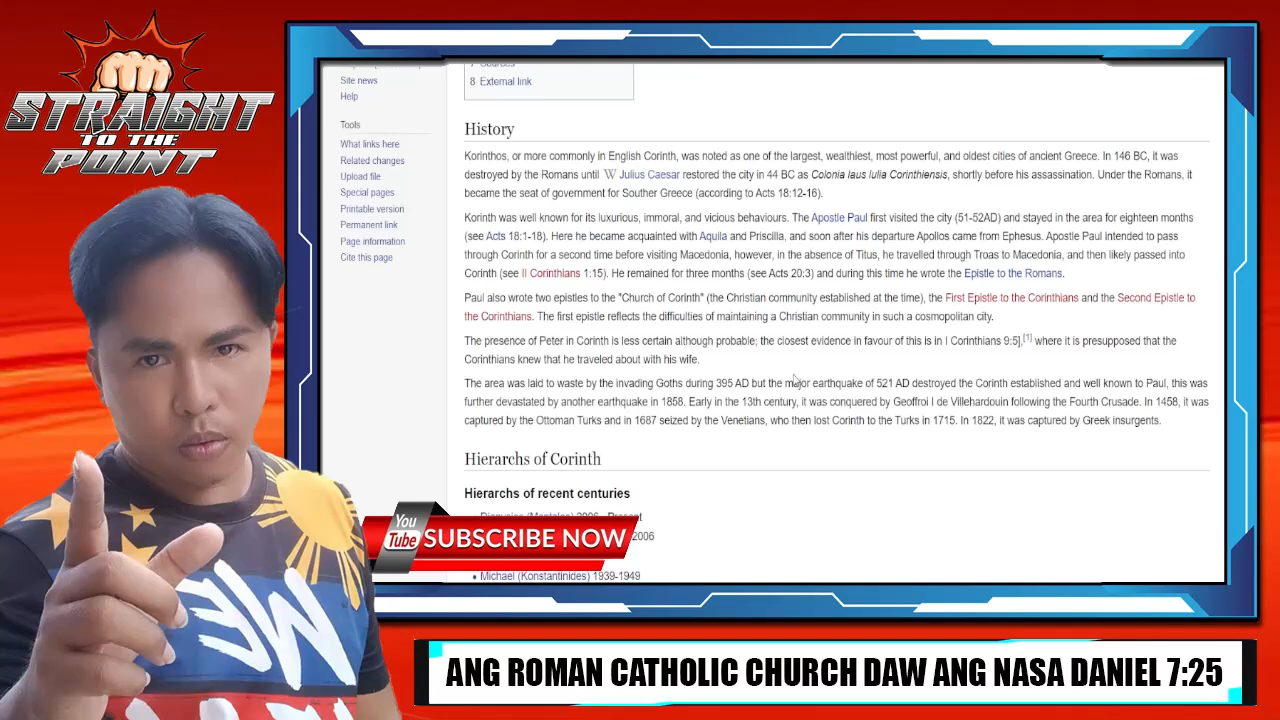 STRAIGHT
TO THE
POINT
Site news
Help
Tools
What links here
Related changes
Upload file
Special pages
Printable version
Permanent link
Page information
Cite this page
8 External link
History
Korinthos, or more commonly in English Corinth, was noted as one of the largest, wealthiest, most powerful, and oldest cities of ancient Greece. In 146 BC, it was
destroyed by the Romans until W Julius Caesar restored the city in 44 BC as Colonia laus Iulia Corinthiensis, shortly before his assassination. Under the Romans, it
became the seat of government for Souther Greece (according to Acts 18:12-16).
Korinth was well known for its luxurious, immoral, and vicious behaviours. The Apostle Paul first visited the city (51-52AD) and stayed in the area for eighteen months
(see Acts 18:1-18). Here he became acquainted with Aquila and Priscilla, and soon after his departure Apollos came from Ephesus. Apostle Paul intended to pass
through Corinth for a second time before visiting Macedonia, however, in the absence of Titus, he travelled through Troas to Macedonia, and then likely passed into
Corinth (see II Corinthians 1:15). He remained for three months (see Acts 20:3) and during this time he wrote the Epistle to the Romans.
Paul also wrote two epistles to the "Church of Corinth" (the Christian community established at the time), the First Epistle to the Corinthians and the Second Epistle to
the Corinthians. The first epistle reflects the difficulties of maintaining a Christian community in such a cosmopolitan city.
The presence of Peter in Corinth is less certain although probable; the closest evidence in favour of this is in I Corinthians 9:5],[1] where it is presupposed that the
Corinthians knew that he traveled about with his wife.
The area was laid to waste by the invading Goths during 395 AD but the major earthquake of 521 AD destroyed the Corinth established and well known to Paul, this was
further devastated by another earthquake in 1858. Early in the 13th century, it was conquered by Geoffroi I de Villehardouin following the Fourth Crusade. In 1458, it was
captured by the Ottoman Turks and in 1687 seized by the Venetians, who then lost Corinth to the Turks in 1715. In 1822, it was captured by Greek insurgents.
Hierarchs of Corinth
Hierarchs of recent centuries
2006 - Present
2006
• Michael (Konstantinides) 1939-1949
You
Tube SUBSCRIBE NOW
ANG ROMAN CATHOLIC CHURCH DAW ANG NASA DANIEL 7:25